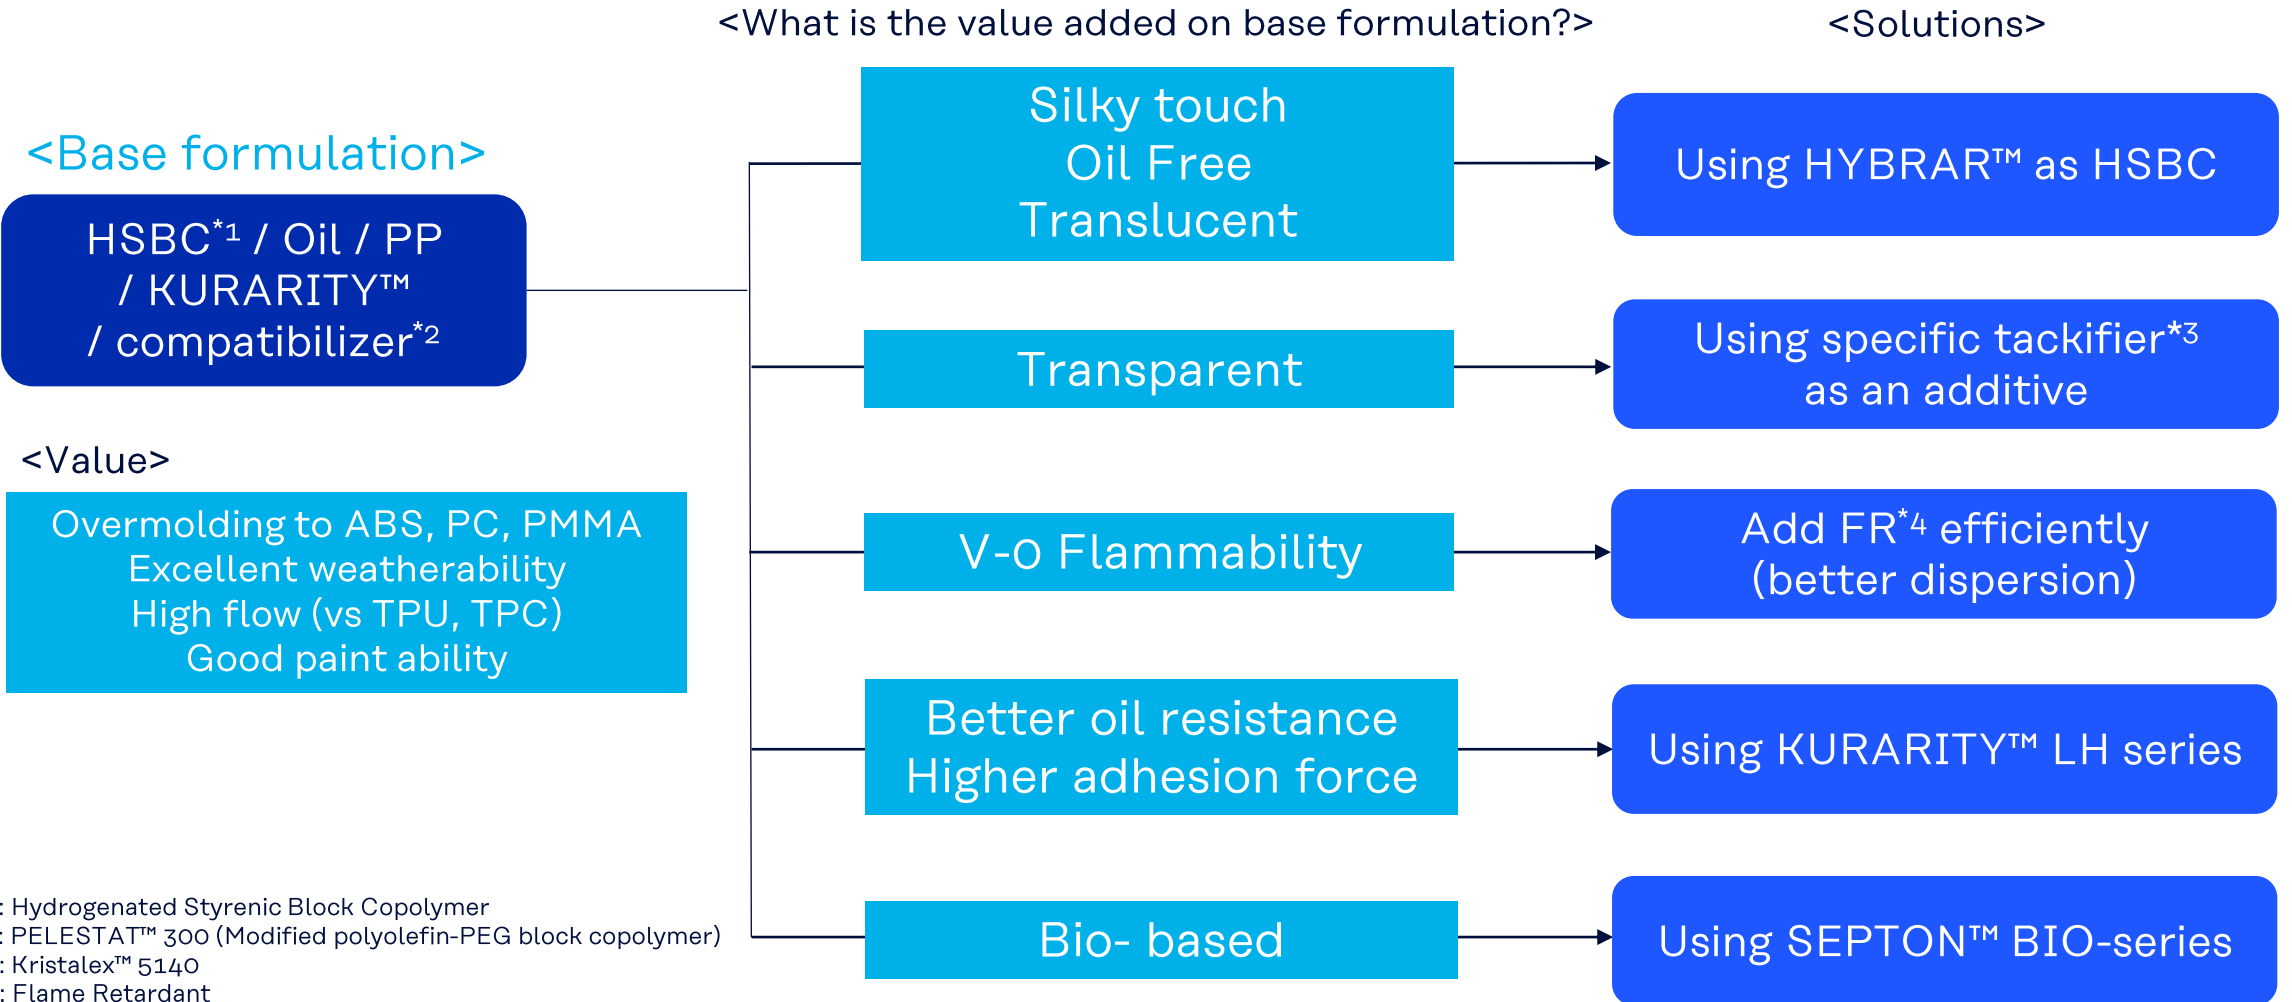 <What is the value added on base formulation?>
<Solutions>
<Base formulation>
HSBC*1 / Oil / PP
/ KURARITY™
/ compatibilizer*2
<Value>
Overmolding to ABS, PC, PMMA
Excellent weatherability
High flow (vs TPU, TPC)
Good paint ability
Silky touch
Oil Free
Translucent
Using HYBRAR™ as HSBC
Transparent
Using specific tackifier*3
as an additive
V-0 Flammability
Add FR*4 efficiently
(better dispersion)
Better oil resistance
Higher adhesion force
Using KURARITY™ LH series
Bio- based
Using SEPTON™ BIO-series
: Hydrogenated Styrenic Block Copolymer
: PELESTAT™ 300 (Modified polyolefin-PEG block copolymer)
: Kristalex™ 5140
: Flame Retardant